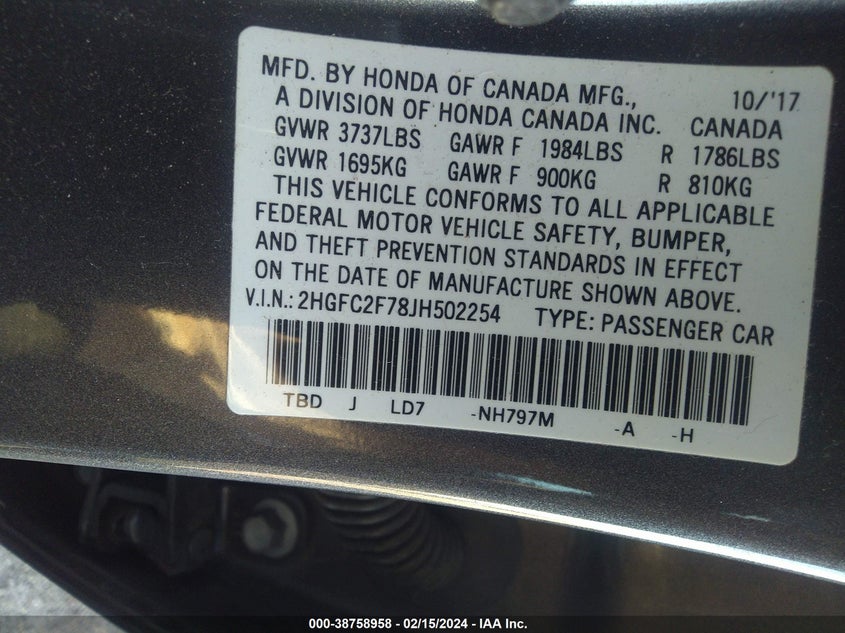 MFD. BY HONDA OF CANADA MFG., 10/'17
A DIVISION OF HONDA CANADA INC. CANADA
GVWR 3737LBS GAWR F 1984LBS R 1786LBS
GVWR 1695KG GAWR F 900KG R 810KG
THIS VEHICLE CONFORMS TO ALL APPLICABLE
FEDERAL MOTOR VEHICLE SAFETY, BUMPER,
AND THEFT PREVENTION STANDARDS IN EFFECT
ON THE DATE OF MANUFACTURE SHOWN ABOVE.
V.I.N.: 2HGFC2F78JH502254 TYPE: PASSENGER CAR
TBD J LD7 -NH797M -A -H
000-38758958 - 02/15/2024 - IAA Inc.